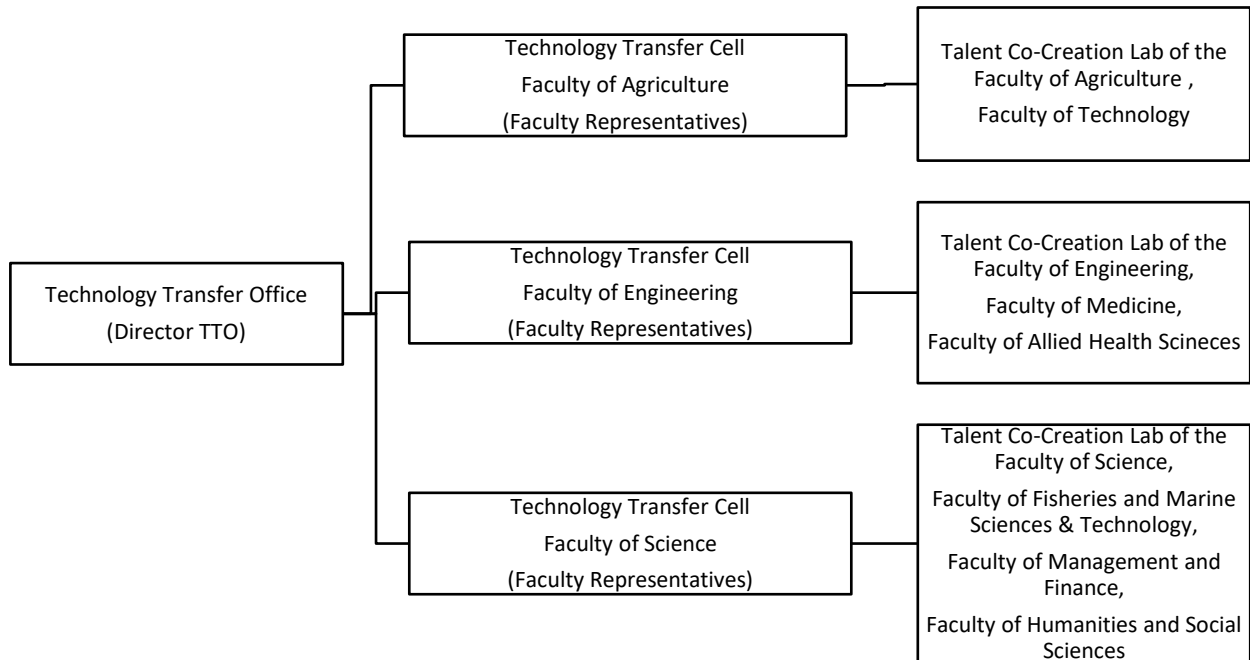 Technology Transfer Office
(Director TTO)
Technology Transfer Cell
Faculty of Agriculture
(Faculty Representatives)
Talent Co-Creation Lab of the
Faculty of Agriculture ,
Faculty of Technology
Technology Transfer Cell
Faculty of Engineering
(Faculty Representatives)
Talent Co-Creation Lab of the
Faculty of Engineering,
Faculty of Medicine,
Faculty of Allied Health Scineces
Technology Transfer Cell
Faculty of Science
(Faculty Representatives)
Talent Co-Creation Lab of the
Faculty of Science,
Faculty of Fisheries and Marine
Sciences & Technology,
Faculty of Management and
Finance,
Faculty of Humanities and Social
Sciences